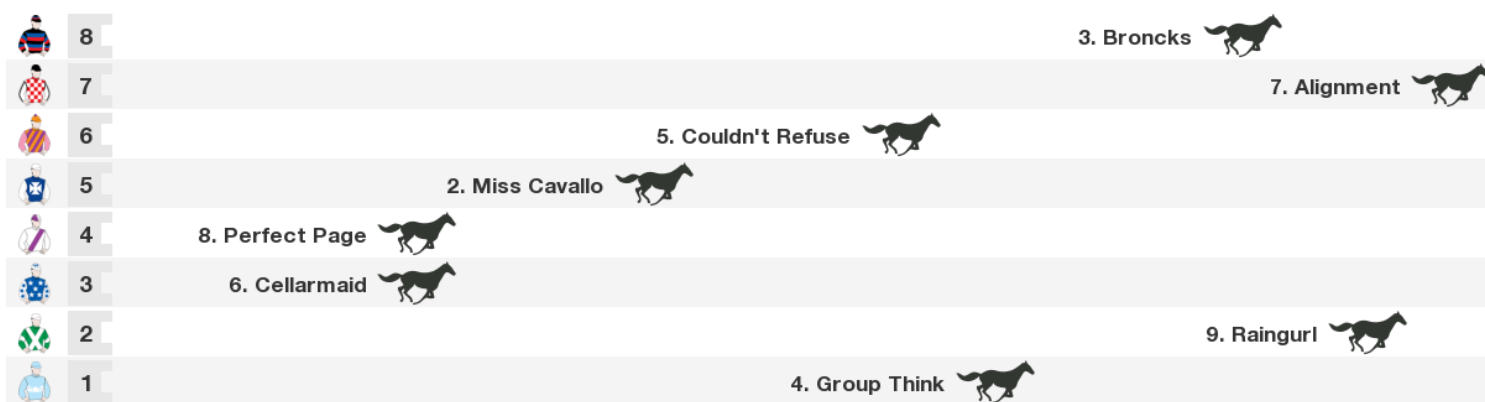 8 3. Broncks
7 7. Alignment
6 5. Couldn't Refuse
5 2. Miss Cavallo
4 8. Perfect Page
3 6. Cellarmaid
2 9. Raingurl
1 4. Group Think